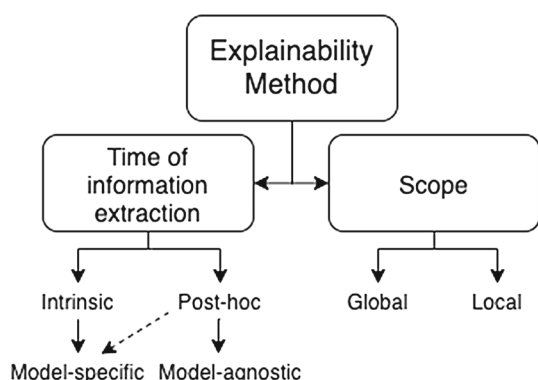 Explainability
Method
Time of
information
extraction
Scope
Intrinsic
Post-hoc
Global
Local
Model-specific
Model-agnostic